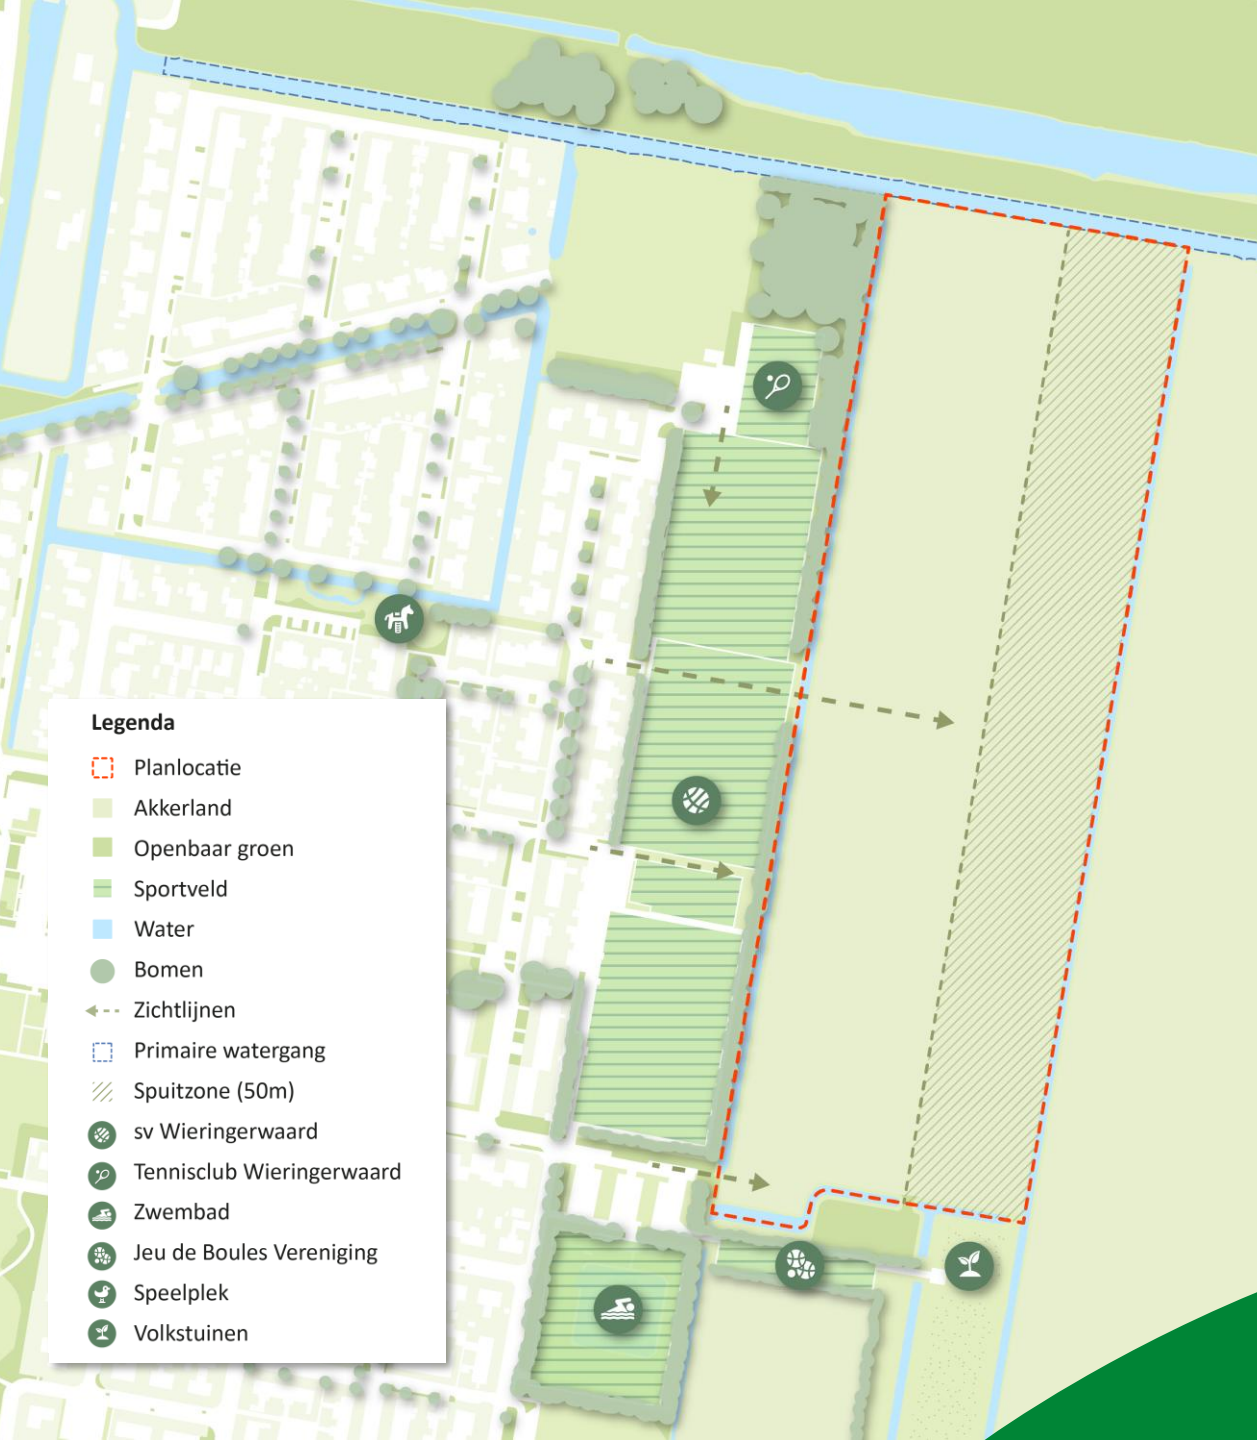 Legenda
Planlocatie
Akkerland
Openbaar groen
Sportveld
Water
Bomen
Zichtlijnen
Primaire watergang
Spuitzone (50m)
sv Wieringerwaard
Tennisclub Wieringerwaard
Zwembad
Jeu de Boules Vereniging
Speelplek
Volkstuinen